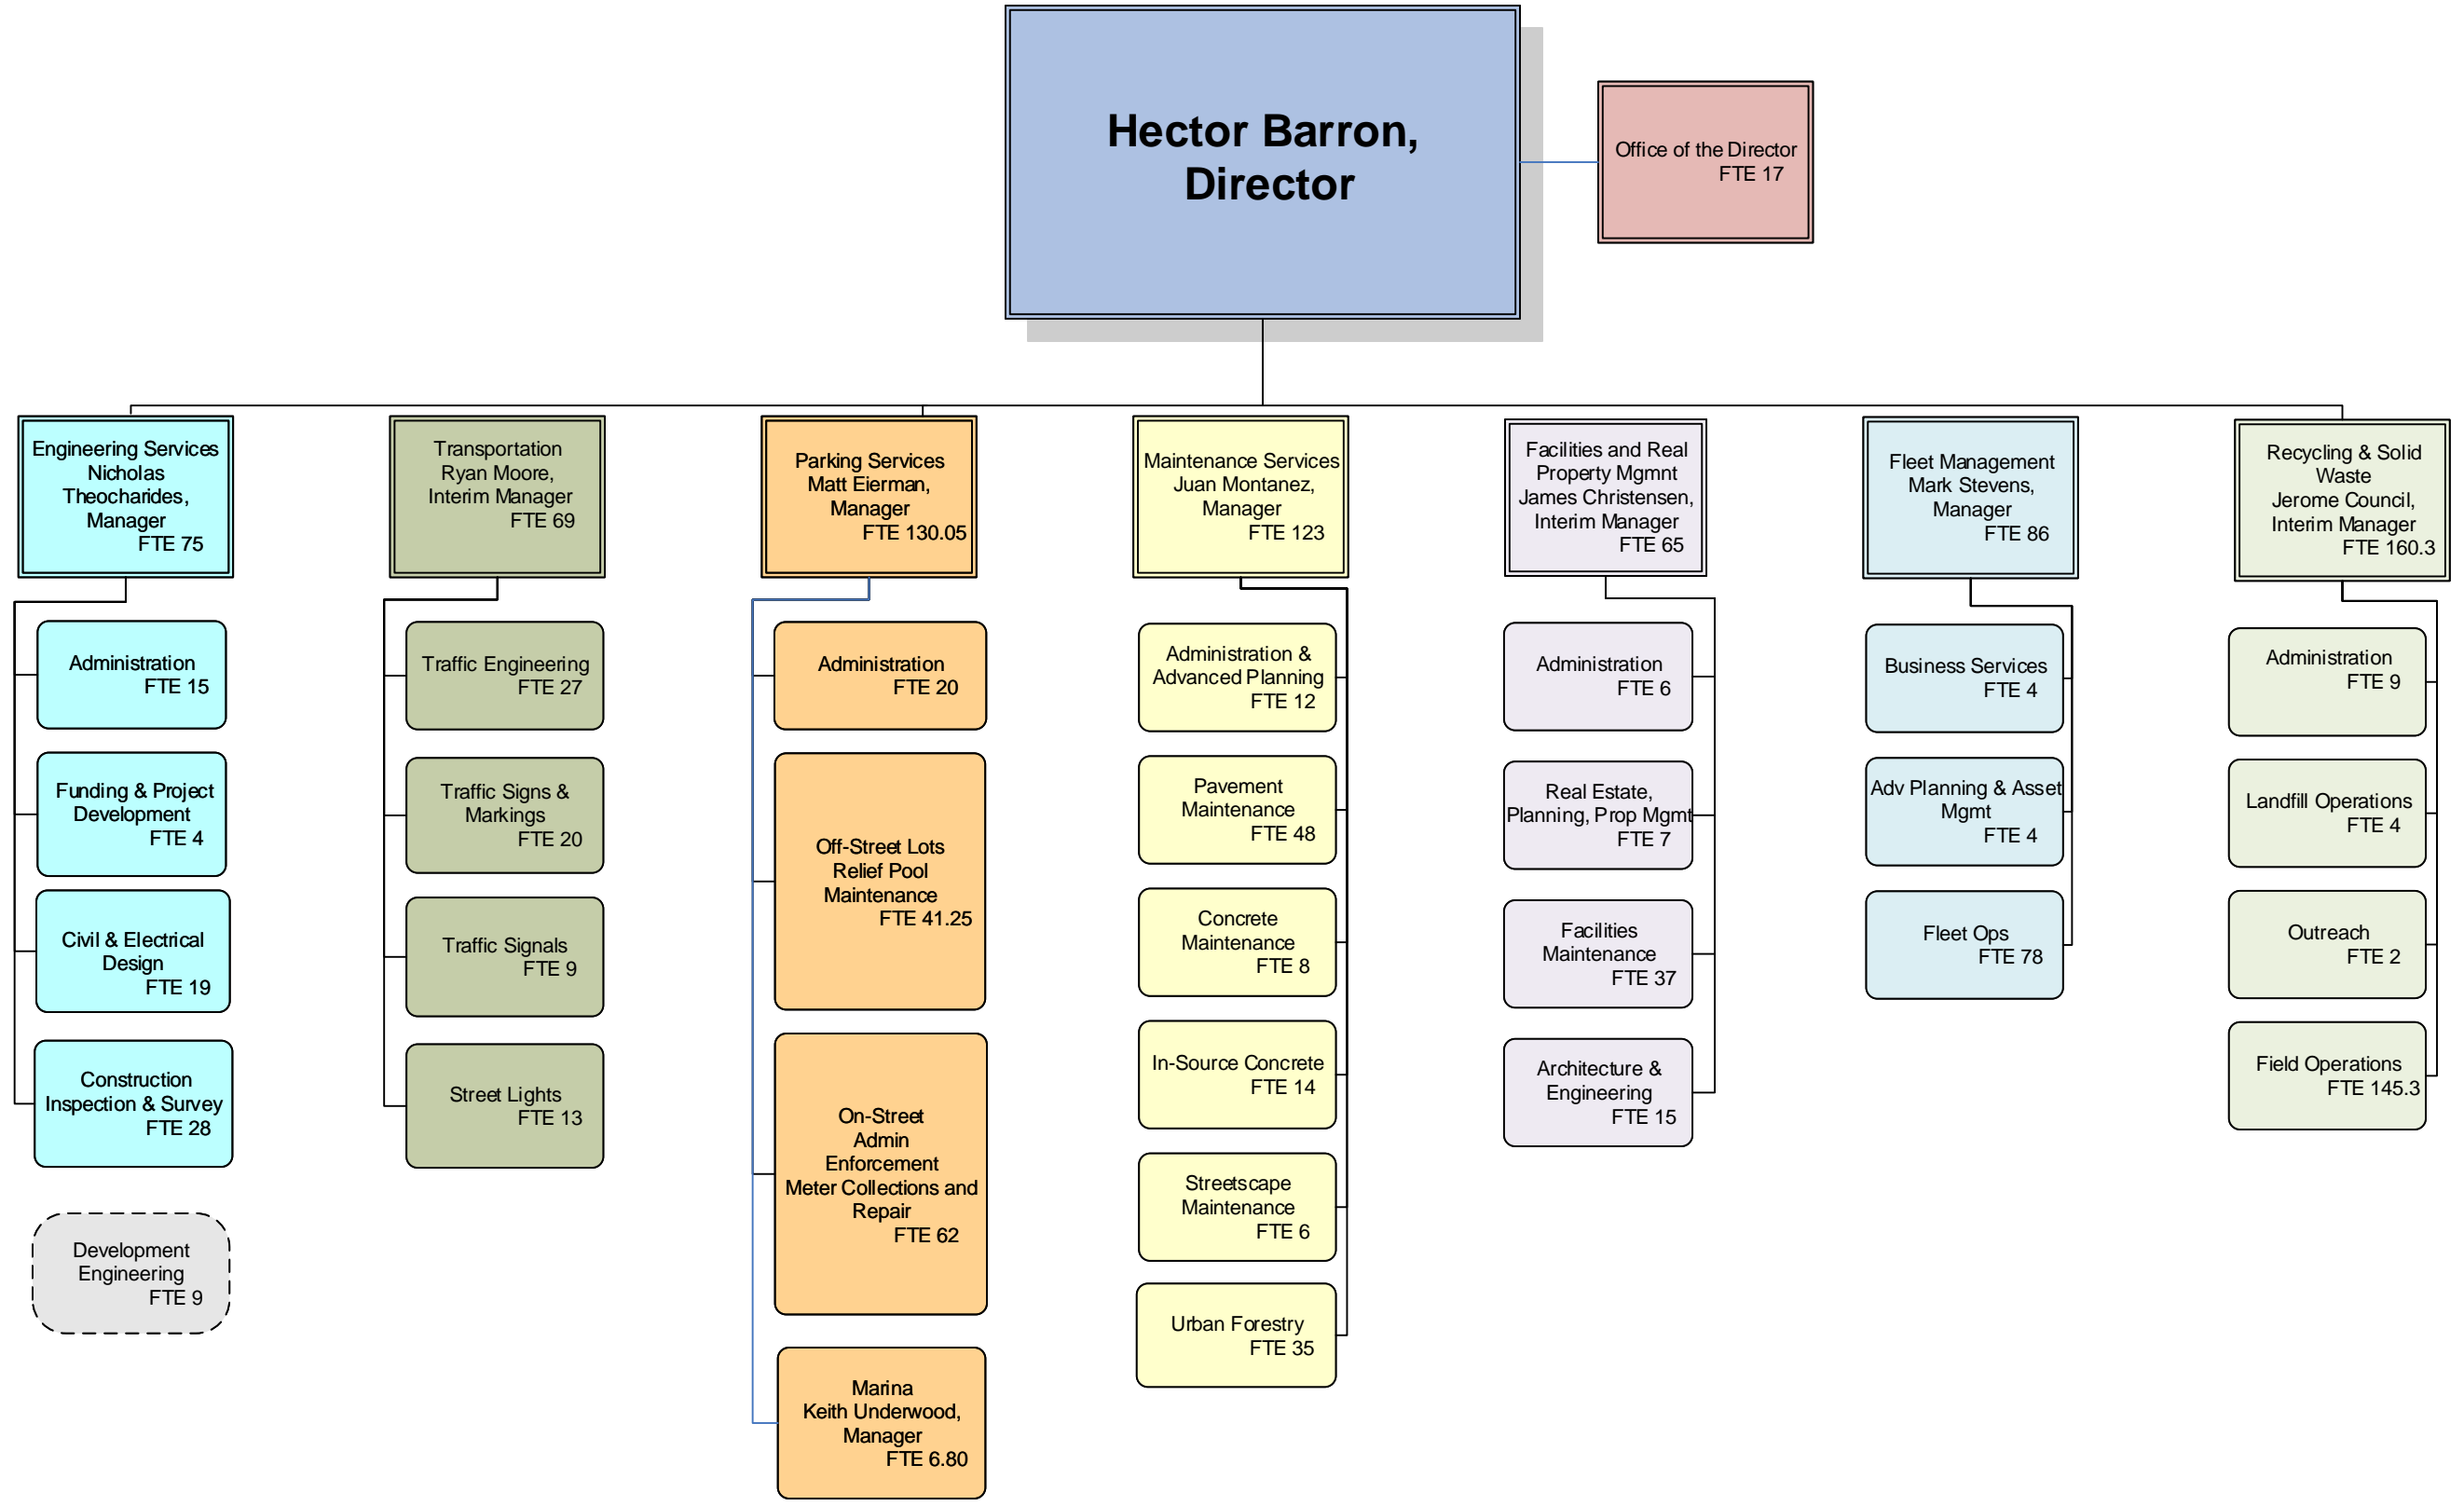 Hector Barron,
Director
Office of the Director
FTE 17
Engineering Services
Nicholas
Theocharides,
Manager
FTE 75
Administration
FTE 15
Funding & Project
Development
FTE 4
Civil & Electrical
Design
FTE 19
Construction
Inspection & Survey
FTE 28
Development
Engineering
FTE 9
Transportation
Ryan Moore,
Interim Manager
FTE 69
Traffic Engineering
FTE 27
Traffic Signs &
Markings
FTE 20
Traffic Signals
FTE 9
Street Lights
FTE 13
Parking Services
Matt Eierman,
Manager
FTE 130.05
Administration
FTE 20
Off-Street Lots
Relief Pool
Maintenance
FTE 41.25
On-Street
Admin
Enforcement
Meter Collections and
Repair
FTE 62
Marina
Keith Underwood,
Manager
FTE 6.80
Maintenance Services
Juan Montanez,
Manager
FTE 123
Administration &
Advanced Planning
FTE 12
Pavement
Maintenance
FTE 48
Concrete
Maintenance
FTE 8
In-Source Concrete
FTE 14
Streetscape
Maintenance
FTE 6
Urban Forestry
FTE 35
Facilities and Real
Property Mgmnt
James Christensen,
Interim Manager
FTE 65
Administration
FTE 6
Real Estate,
Planning, Prop Mgmt
FTE 7
Facilities
Maintenance
FTE 37
Architecture &
Engineering
FTE 15
Fleet Management
Mark Stevens,
Manager
FTE 86
Business Services
FTE 4
Adv Planning & Asset
Mgmt
FTE 4
Fleet Ops
FTE 78
Recycling & Solid
Waste
Jerome Council,
Interim Manager
FTE 160.3
Administration
FTE 9
Landfill Operations
FTE 4
Outreach
FTE 2
Field Operations
FTE 145.3